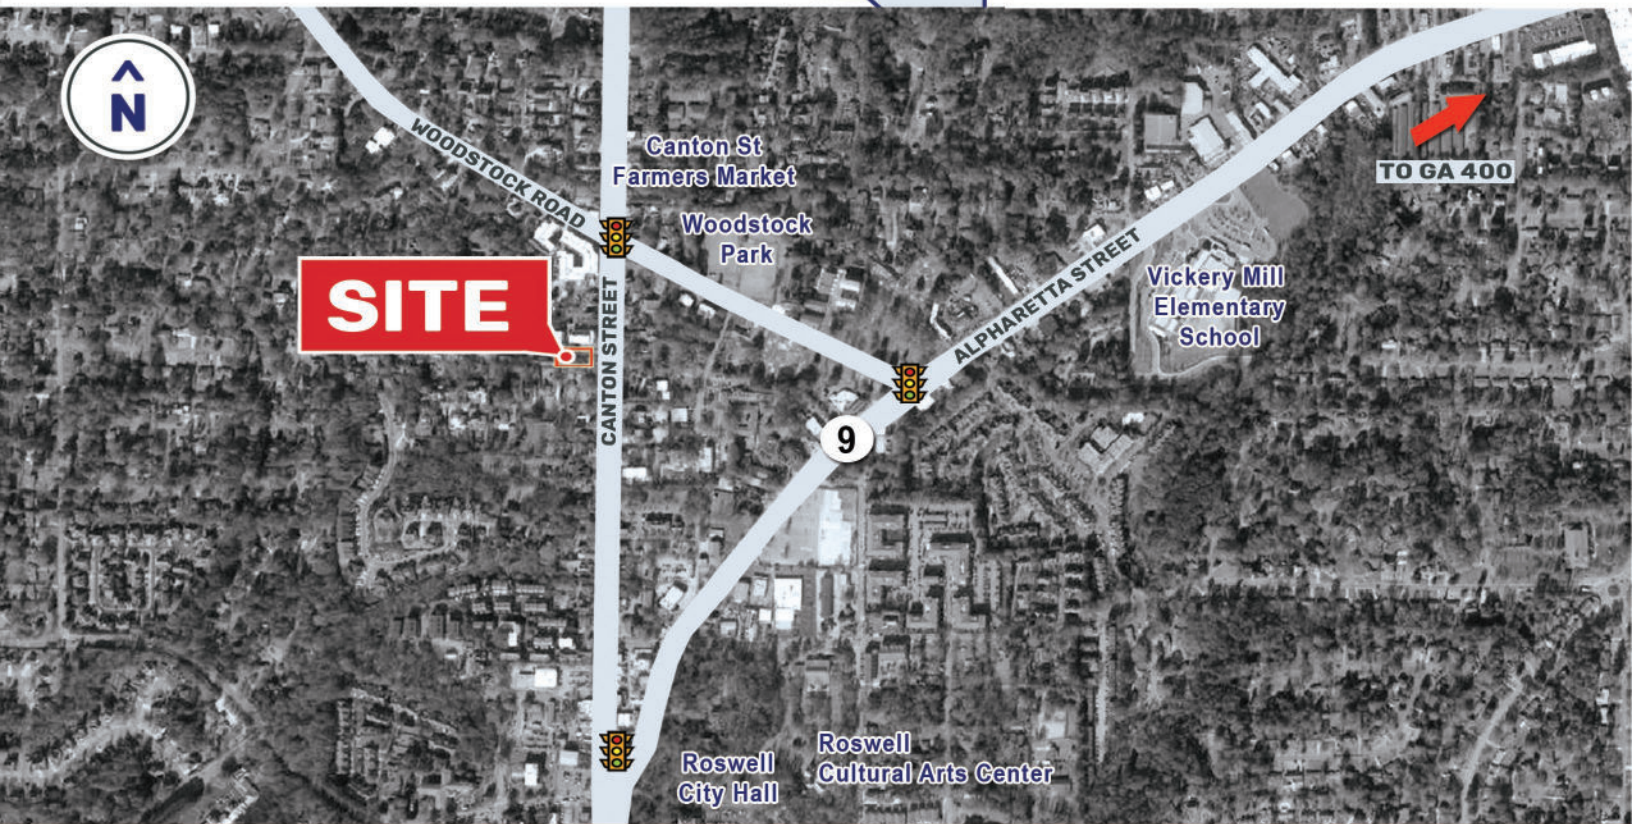 N
WOODSTOCK ROAD
Canton St
Farmers Market
Woodstock
Park
TO GA 400
SITE
CANTON STREET
ALPHARETTA STREET
Vickery Mill
Elementary
School
9
Roswell
City Hall
Roswell
Cultural Arts Center